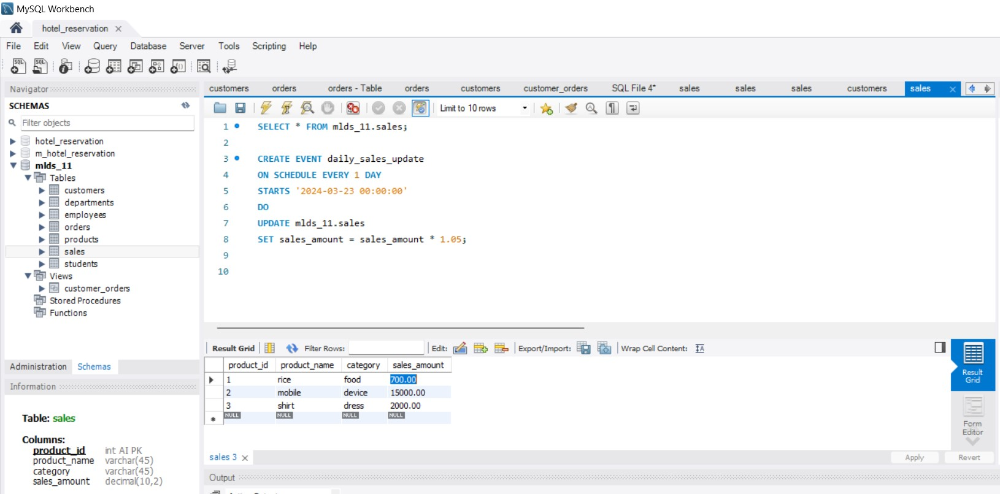 MySQL Workbench
hotel_reservation
File Edit View Query Database Server Tools Scripting Help
Navigator
SCHEMAS
Filter objects
hotel_reservation
m_hotel_reservation
mlds_11
Tables
customers
departments
employees
orders
products
sales
students
Views
customer_orders
Stored Procedures
Functions
Administration Schemas
Information
Table: sales
Columns:
product_id int AI PK
product_name varchar(45)
category varchar(45)
sales_amount decimal(10,2)
customers orders orders - Table orders customers customer_orders SQL File 4* sales sales sales customers sales
Limit to 10 rows
1 SELECT * FROM mlds_11.sales;
2
3 CREATE EVENT daily_sales_update
4 ON SCHEDULE EVERY 1 DAY
5 STARTS '2024-03-23 00:00:00'
6 DO
7 UPDATE mlds_11.sales
8 SET sales_amount = sales_amount * 1.05;
9
10
Result Grid Filter Rows: Edit: Export/Import: Wrap Cell Content:
product_id product_name category sales_amount
1 rice food 700.00
2 mobile device 15000.00
3 shirt dress 2000.00
NULL NULL NULL NULL
Result
Grid
Form
Editor
sales 3
Apply Revert
Output